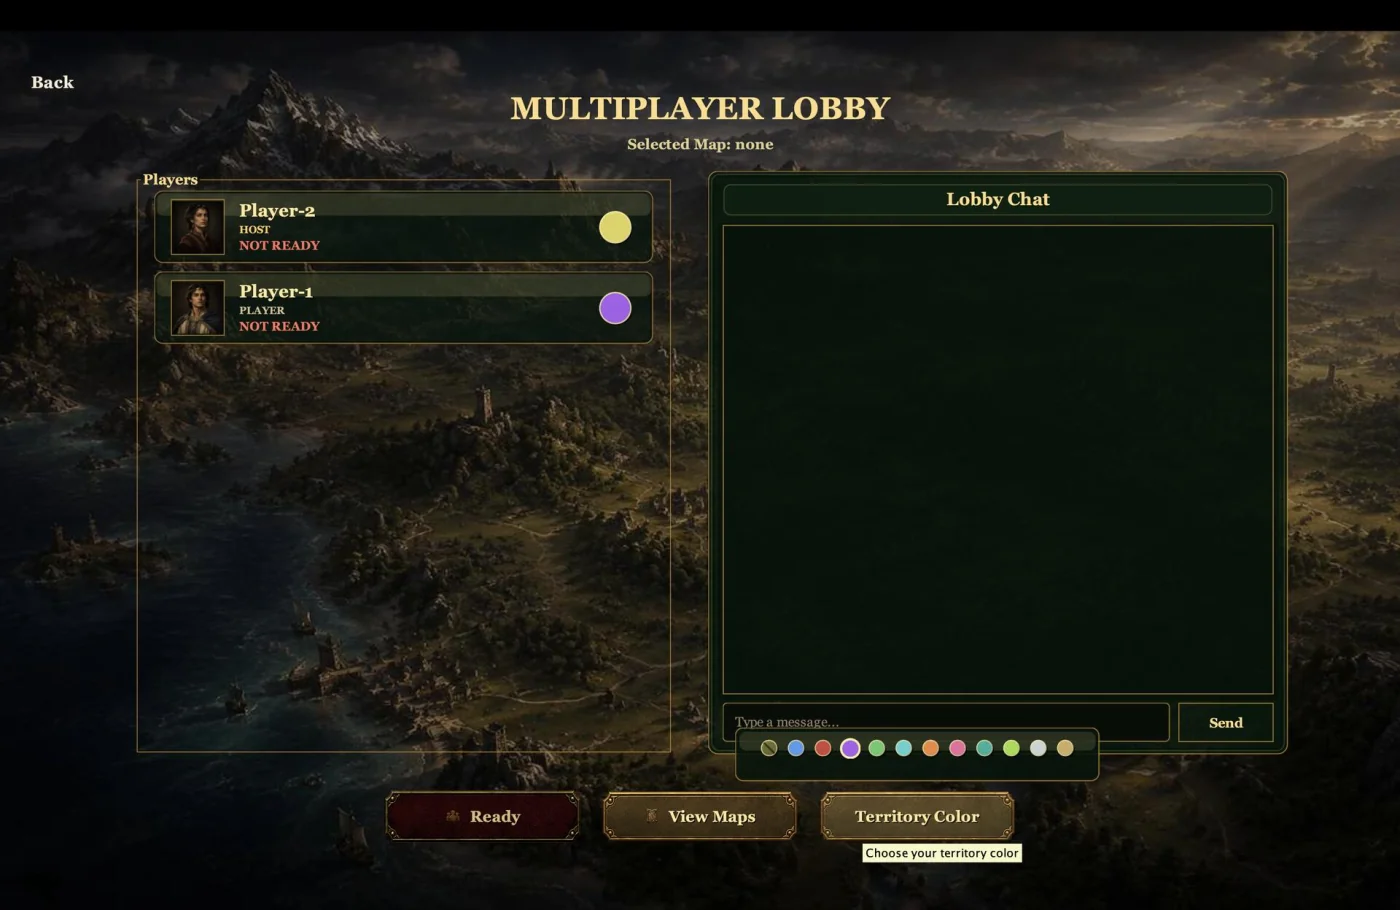 Back
MULTIPLAYER LOBBY
Selected Map: none
Players
Player-2
HOST
NOT READY
Player-1
PLAYER
NOT READY
Lobby Chat
Type a message...
Send
Ready
View Maps
Territory Color
Choose your territory color